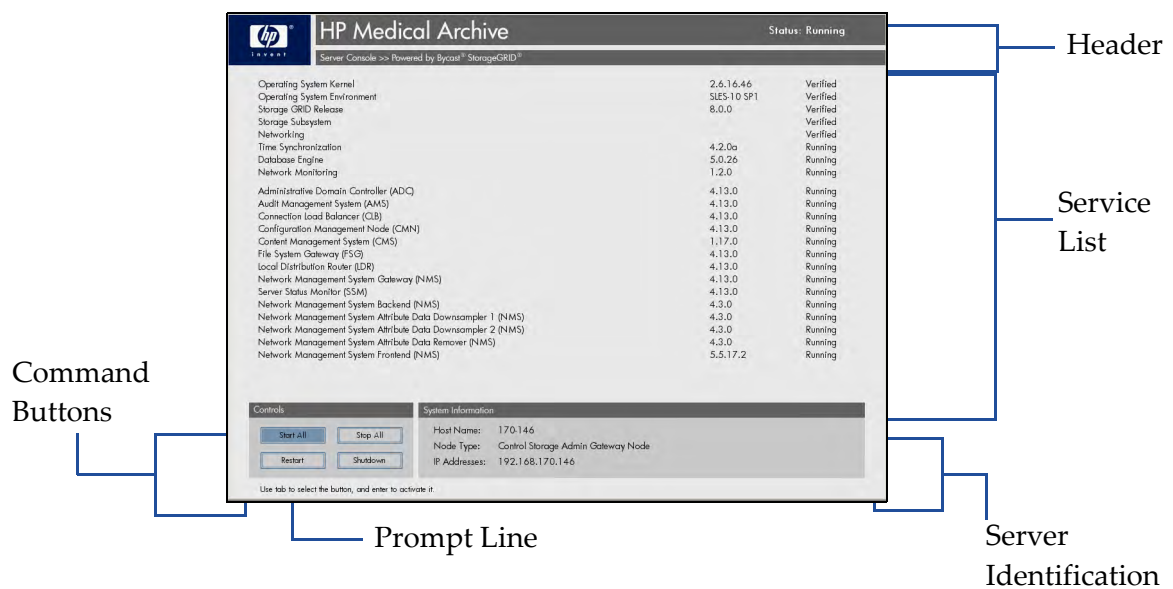 hp
invent
HP Medical Archive
Status: Running
Server Console >> Powered by Bycast® StorageGRID®
Operating System Kernel 2.6.16.46 Verified
Operating System Environment SLES-10 SP1 Verified
Storage GRID Release 8.0.0 Verified
Storage Subsystem Verified
Networking Verified
Time Synchronization 4.2.0a Running
Database Engine 5.0.26 Running
Network Monitoring 1.2.0 Running
Administrative Domain Controller (ADC) 4.13.0 Running
Audit Management System (AMS) 4.13.0 Running
Connection Load Balancer (CLB) 4.13.0 Running
Configuration Management Node (CMN) 4.13.0 Running
Content Management System (CMS) 1.17.0 Running
File System Gateway (FSG) 4.13.0 Running
Local Distribution Router (LDR) 4.13.0 Running
Network Management System Gateway (NMS) 4.13.0 Running
Server Status Monitor (SSM) 4.13.0 Running
Network Management System Backend (NMS) 4.3.0 Running
Network Management System Attribute Data Downsampler 1 (NMS) 4.3.0 Running
Network Management System Attribute Data Downsampler 2 (NMS) 4.3.0 Running
Network Management System Attribute Data Remover (NMS) 4.3.0 Running
Network Management System Frontend (NMS) 5.5.17.2 Running
Controls
Start All Stop All
Restart Shutdown
System Information
Host Name: 170-146
Node Type: Control Storage Admin Gateway Node
IP Addresses: 192.168.170.146
Use tab to select the button, and enter to activate it.
Header
Service
List
Command
Buttons
Prompt Line
Server
Identification